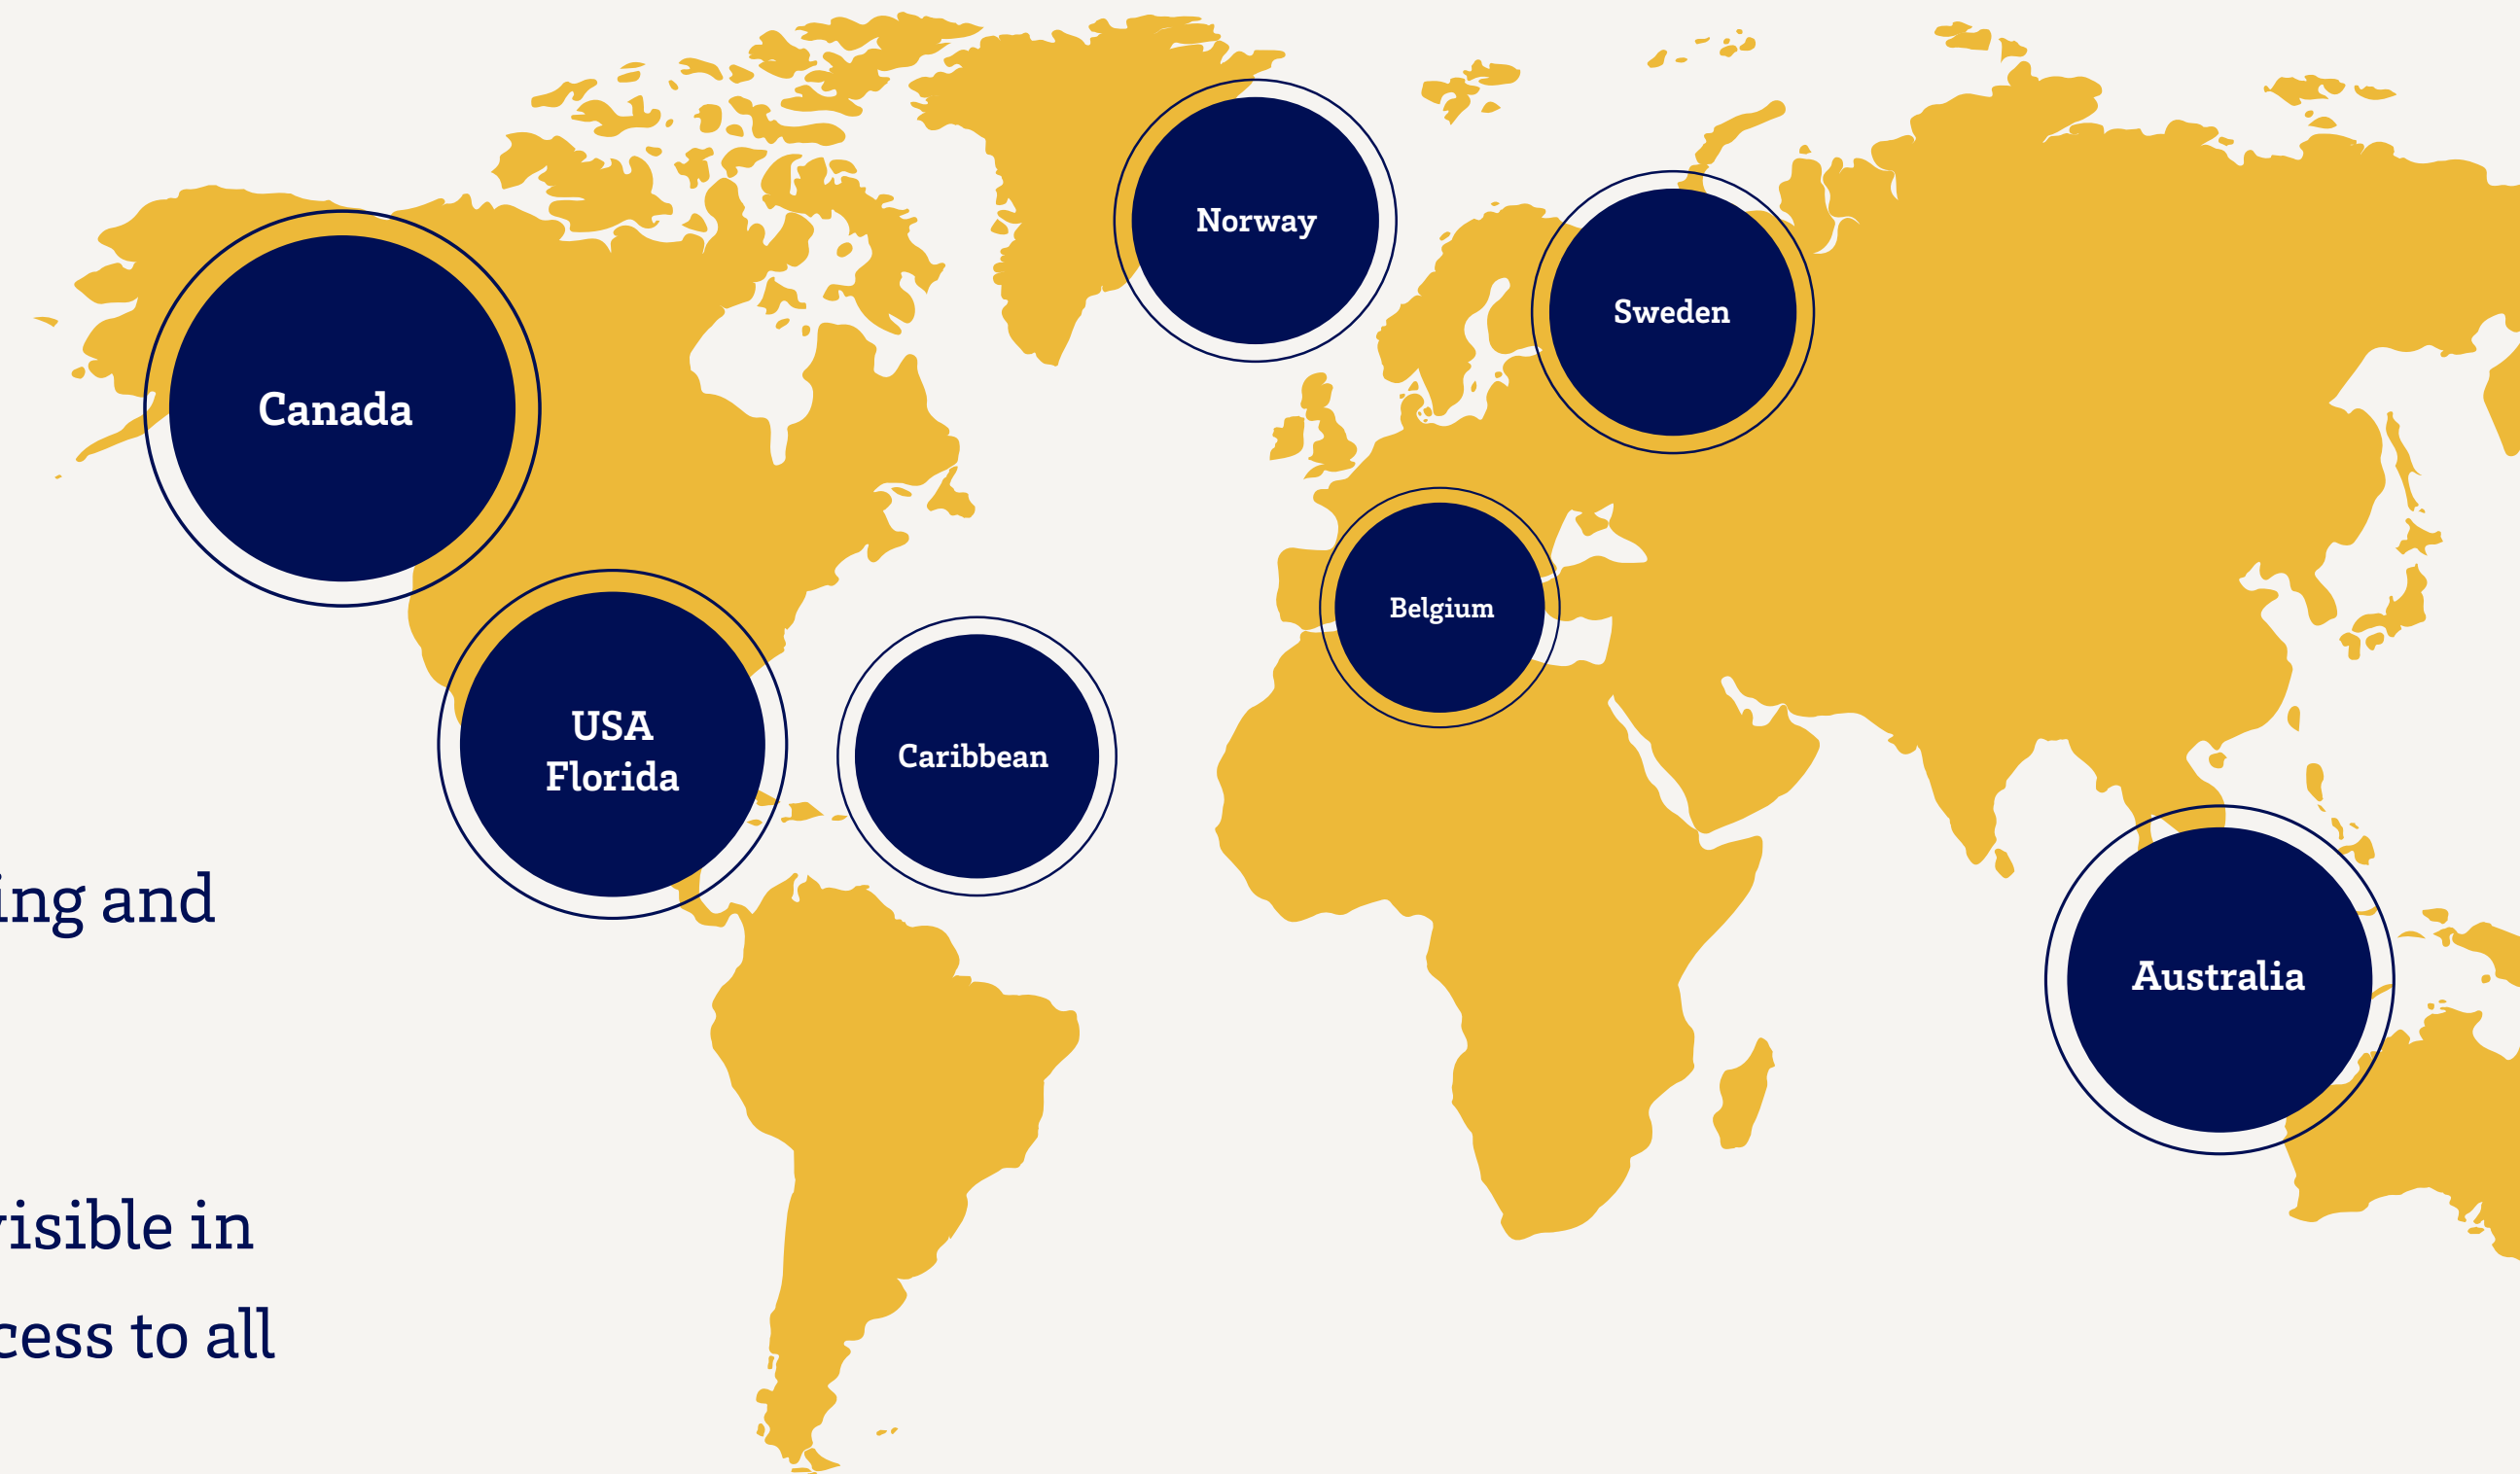 Norway
Sweden
Canada
Belgium
USA
Florida
Caribbean
ing and
Australia
visible in
cess to all